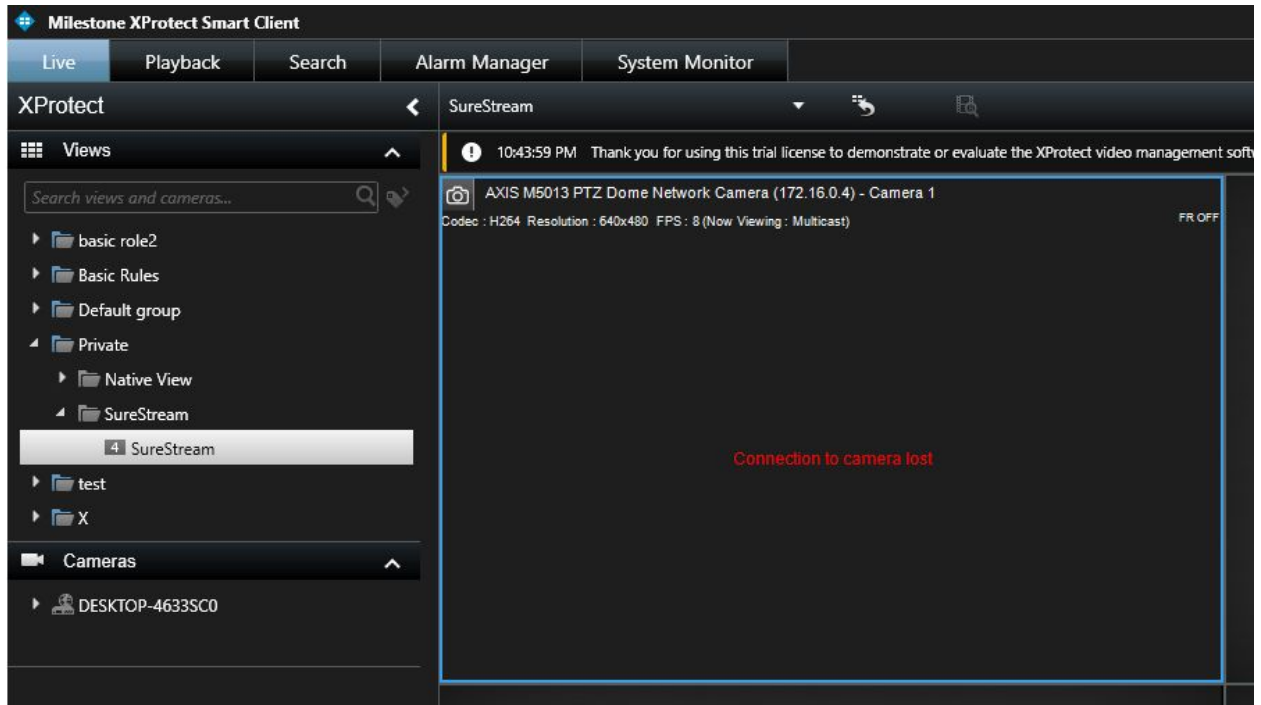 Milestone XProtect Smart Client
Live Playback Search Alarm Manager System Monitor
XProtect
SureStream
Views
10:43:59 PM Thank you for using this trial license to demonstrate or evaluate the XProtect video management
Search views and cameras...
AXIS M5013 PTZ Dome Network Camera (172.16.0.4) - Camera 1
Codec : H264 Resolution : 640x480 FPS : 8 (Now Viewing : Multicast)
FR OFF
basic role2
Basic Rules
Default group
Private
Native View
SureStream
4 SureStream
test
X
Connection to camera lost
Cameras
DESKTOP-4633SC0